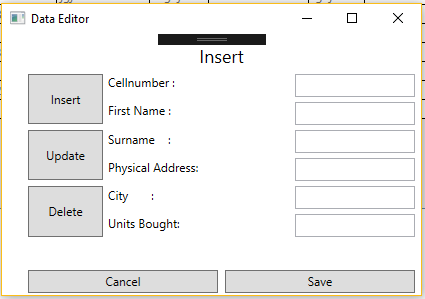 Data Editor
Insert
Insert
Cellnumber :
First Name :
Update
Surname :
Physical Address:
Delete
City :
Units Bought:
Cancel
Save